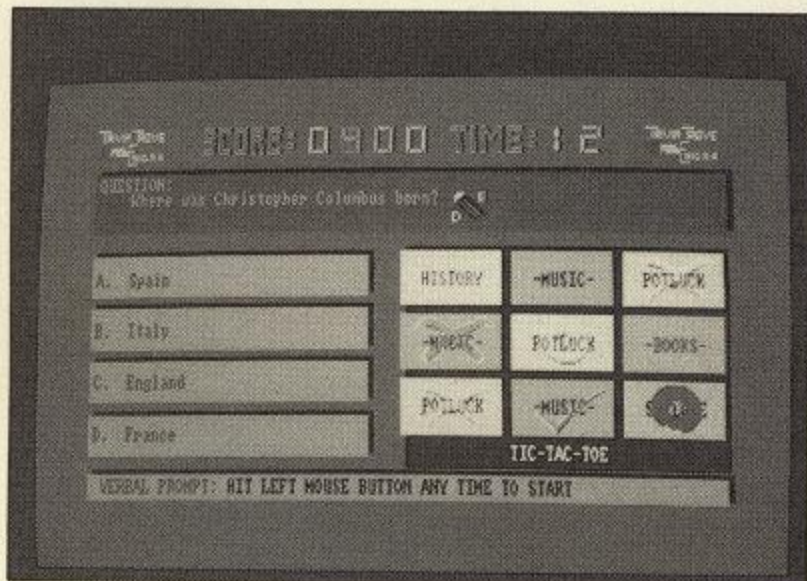 SCORE: 0400 TIME: 12
QUESTION:
Where was Christopher Columbus born?
A. Spain
B. Italy
C. England
D. France
HISTORY -MUSIC- POTLUCK
-MUSIC- POTLUCK -BOOKS-
POTLUCK -MUSIC-
TIC-TAC-TOE
VERBAL PROMPT: HIT LEFT MOUSE BUTTON ANY TIME TO START